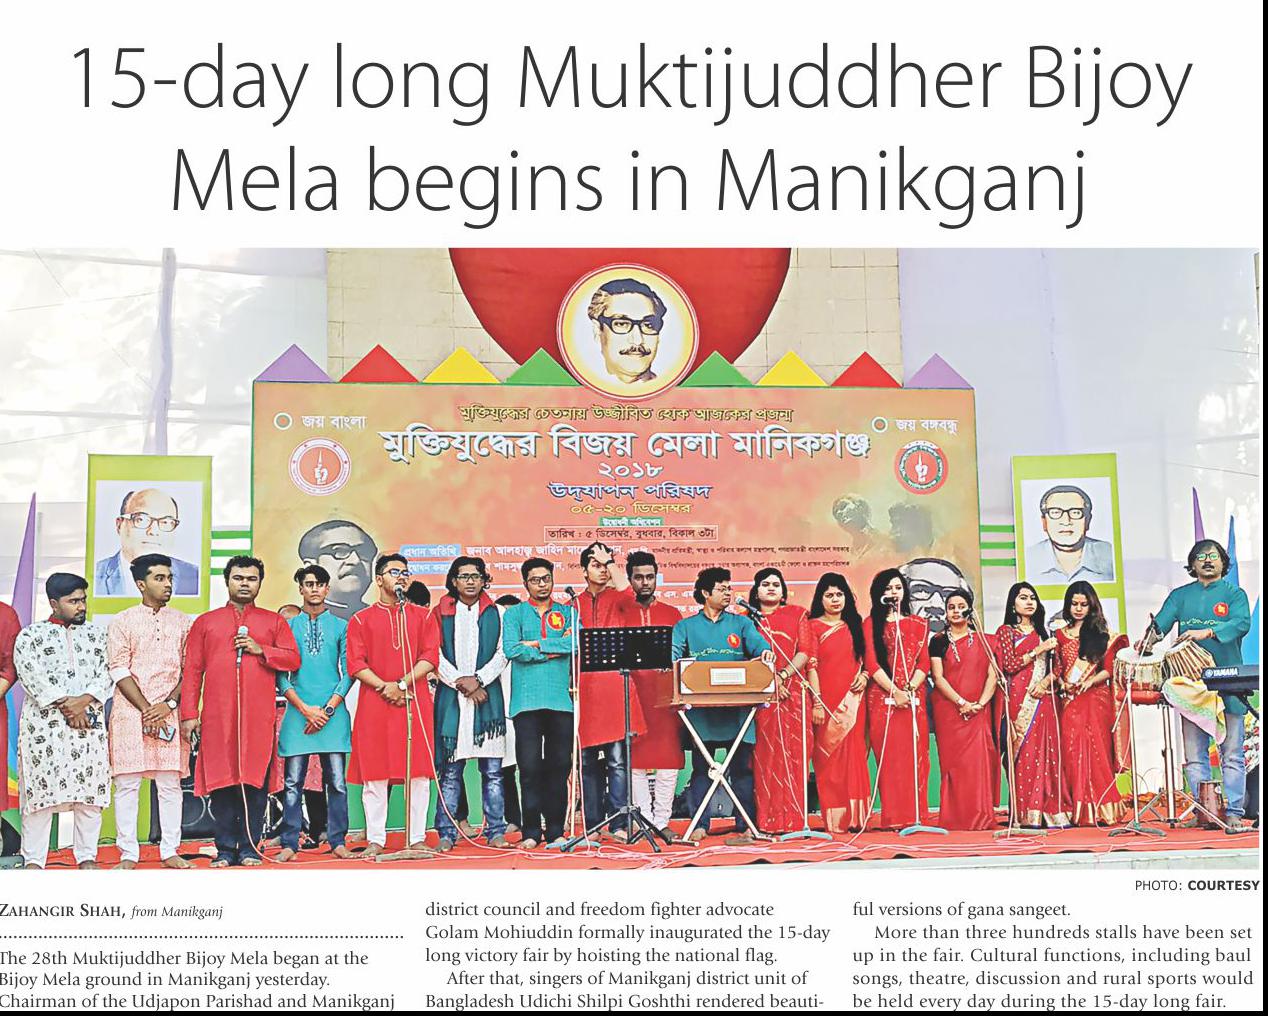 15-day long Muktijuddher Bijoy
Mela begins in Manikganj
মুক্তিযুদ্ধের চেতনায় উজ্জীবিত হোক আজকের প্রজন্ম
জয় বাংলা
জয় বঙ্গবন্ধু
মুক্তিযুদ্ধের বিজয় মেলা মানিকগঞ্জ
২০১৮
উদ্‌যাপন পরিষদ
০৫-২০ ডিসেম্বর
উদ্বোধনী অধিবেশন
তারিখ : ৫ ডিসেম্বর, বুধবার, বিকাল ৩টা
প্রধান অতিথি জনাব আলহাজ্ব জাহিদ
YAMAHA
PHOTO: COURTESY
ZAHANGIR SHAH, from Manikganj
The 28th Muktijuddher Bijoy Mela began at the
Bijoy Mela ground in Manikganj yesterday.
Chairman of the Udjapon Parishad and Manikganj
district council and freedom fighter advocate
Golam Mohiuddin formally inaugurated the 15-day
long victory fair by hoisting the national flag.
After that, singers of Manikganj district unit of
Bangladesh Udichi Shilpi Goshthi rendered beauti-
ful versions of gana sangeet.
More than three hundreds stalls have been set
up in the fair. Cultural functions, including baul
songs, theatre, discussion and rural sports would
be held every day during the 15-day long fair.